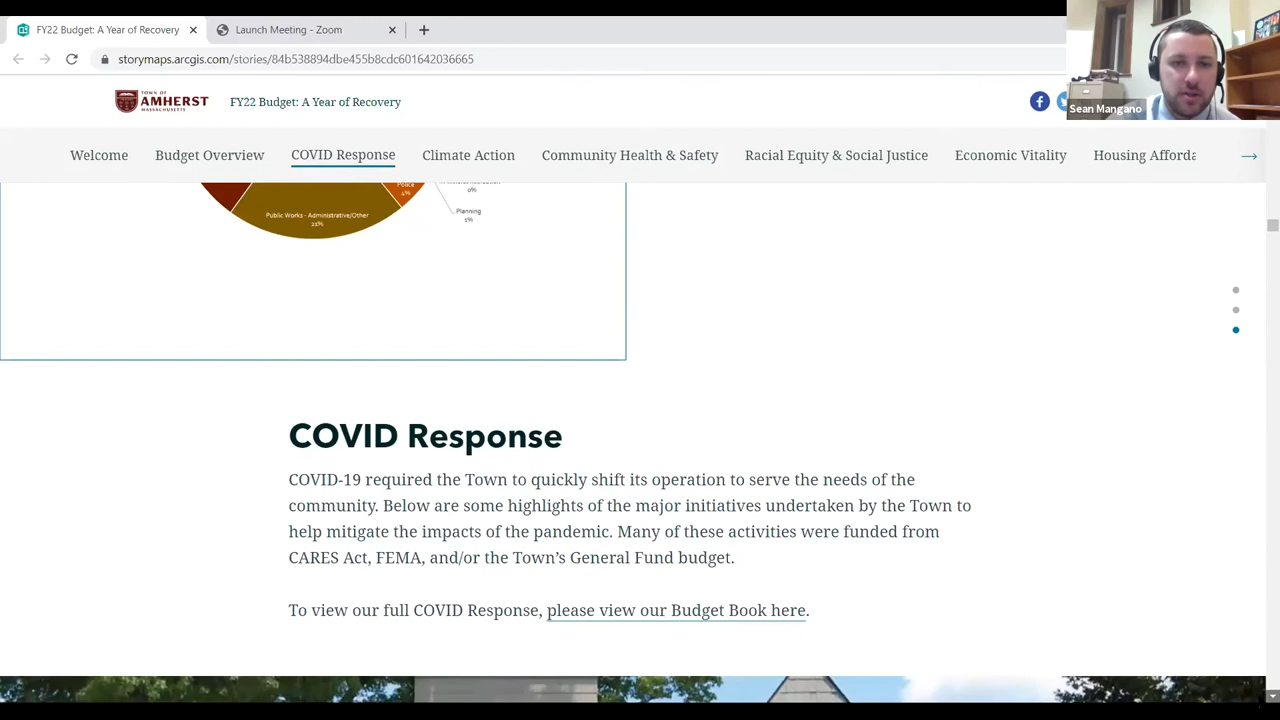 FY22 Budget: A Year of Recovery
Launch Meeting - Zoom
storymaps.arcgis.com/stories/84b538894dbe455b8cdc601642036665
Sean Mangano
TOWN OF
AMHERST
MASSACHUSETTS
FY22 Budget: A Year of Recovery
Welcome
Budget Overview
COVID Response
Climate Action
Community Health & Safety
Racial Equity & Social Justice
Economic Vitality
Housing Afforda
Police
4%
0%
Planning
1%
Public Works - Administrative/Other
21%
COVID Response
COVID-19 required the Town to quickly shift its operation to serve the needs of the
community. Below are some highlights of the major initiatives undertaken by the Town to
help mitigate the impacts of the pandemic. Many of these activities were funded from
CARES Act, FEMA, and/or the Town’s General Fund budget.
To view our full COVID Response, please view our Budget Book here.